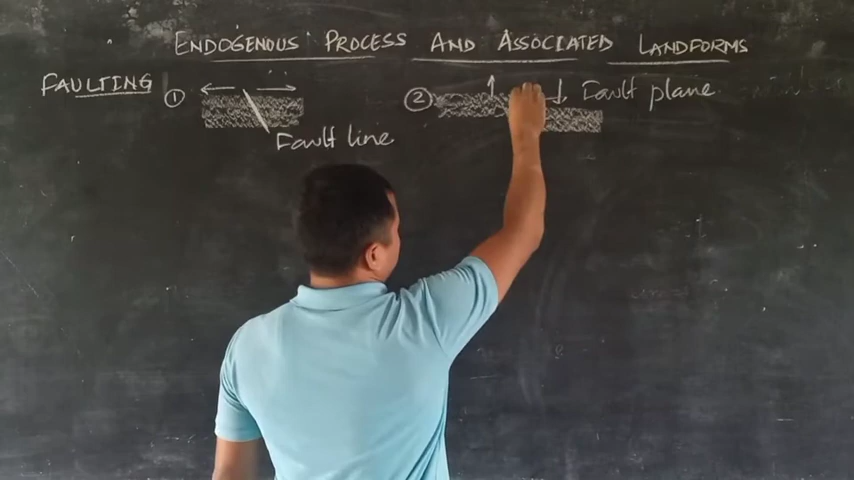 ENDOGENOUS PROCESS AND ASSOCIATED LANDFORMS
FAULTING
1
Fault line
2
Fault plane